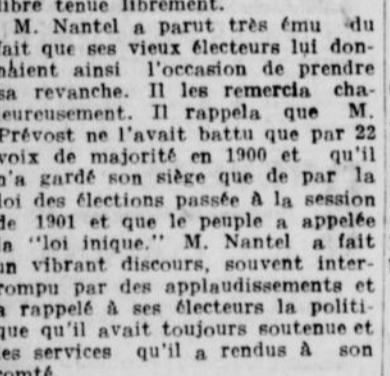 libre tenue librement.
M. Nantel a parut très ému du
fait que ses vieux électeurs lui don-
naient ainsi l'occasion de prendre
sa revanche. Il les remercia cha-
leureusement. Il rappela que M.
Prévost ne l'avait battu que par 22
voix de majorité en 1900 et qu'il
n'a gardé son siège que de par la
loi des élections passée à la session
de 1901 et que le peuple a appelée
la "loi inique." M. Nantel a fait
un vibrant discours, souvent inter-
rompu par des applaudissements et
a rappelé à ses électeurs la politi-
que qu'il avait toujours soutenue et
les services qu'il a rendus à son
comté.